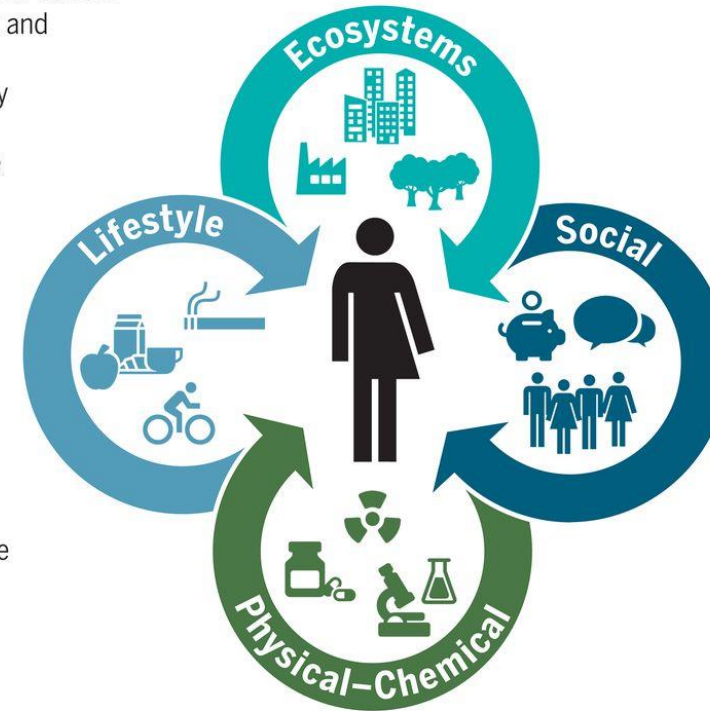 and
y
Ecosystems
Lifestyle
Social
e
Physical–Chemical